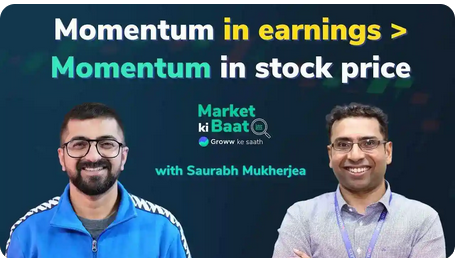 Momentum in earnings >
Momentum in stock price
Market
ki Baat
Groww ke saath
with Saurabh Mukherjea